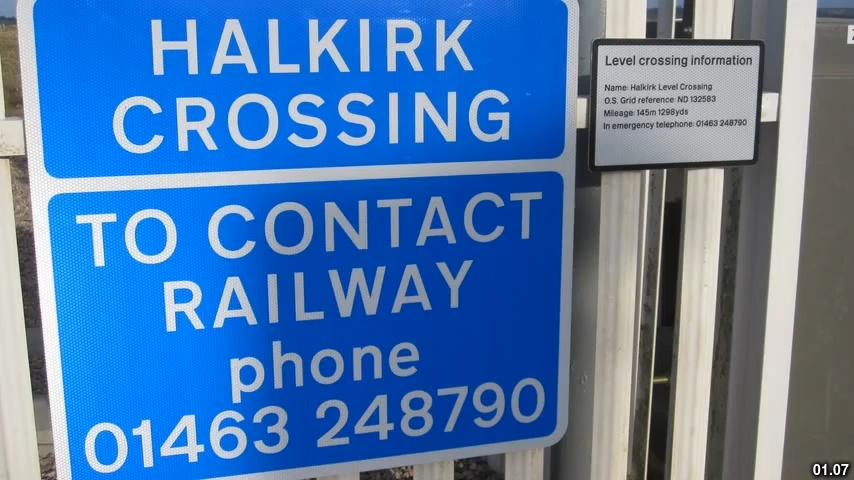 HALKIRK
CROSSING
TO CONTACT
RAILWAY
phone
01463 248790
Level crossing information
Name: Halkirk Level Crossing
O.S. Grid reference: ND 132583
Mileage: 145m 1298yds
In emergency telephone: 01463 248790
01.07